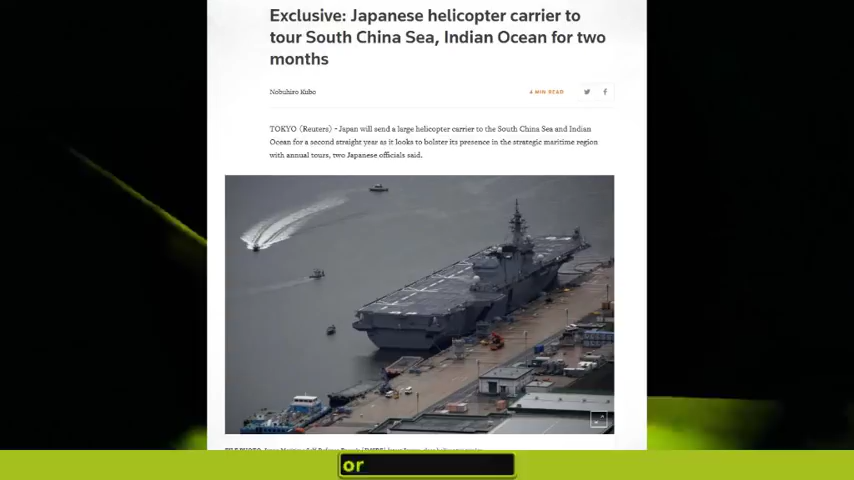 Exclusive: Japanese helicopter carrier to
tour South China Sea, Indian Ocean for two
months
Nobuhiro Kubo
4 MIN READ
TOKYO (Reuters) - Japan will send a large helicopter carrier to the South China Sea and Indian
Ocean for a second straight year as it looks to bolster its presence in the strategic maritime region
with annual tours, two Japanese officials said.
or